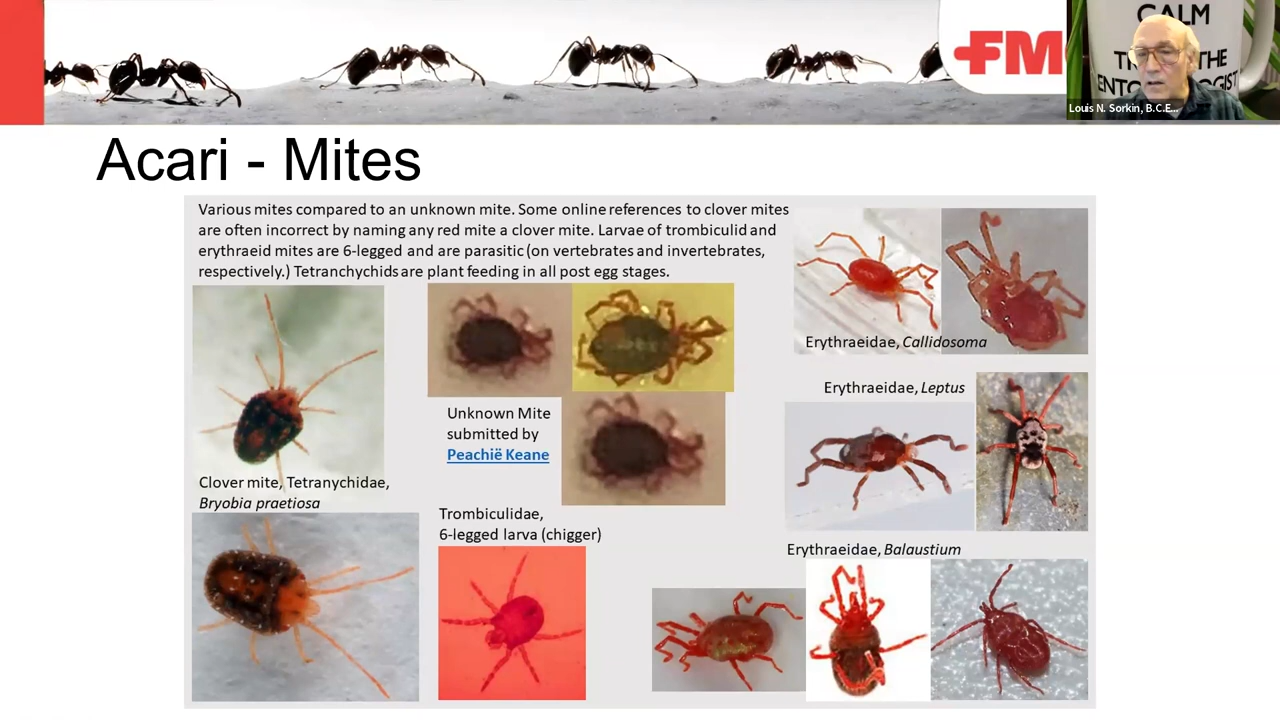 FM
CALM
THE
Louis N. Sorkin, B.C.E...
Acari - Mites
Various mites compared to an unknown mite. Some online references to clover mites
are often incorrect by naming any red mite a clover mite. Larvae of trombiculid and
erythraeid mites are 6-legged and are parasitic (on vertebrates and invertebrates,
respectively.) Tetranchychids are plant feeding in all post egg stages.
Erythraeidae, Callidosoma
Erythraeidae, Leptus
Unknown Mite
submitted by
Peachië Keane
Clover mite, Tetranychidae,
Bryobia praetiosa
Trombiculidae,
6-legged larva (chigger)
Erythraeidae, Balaustium